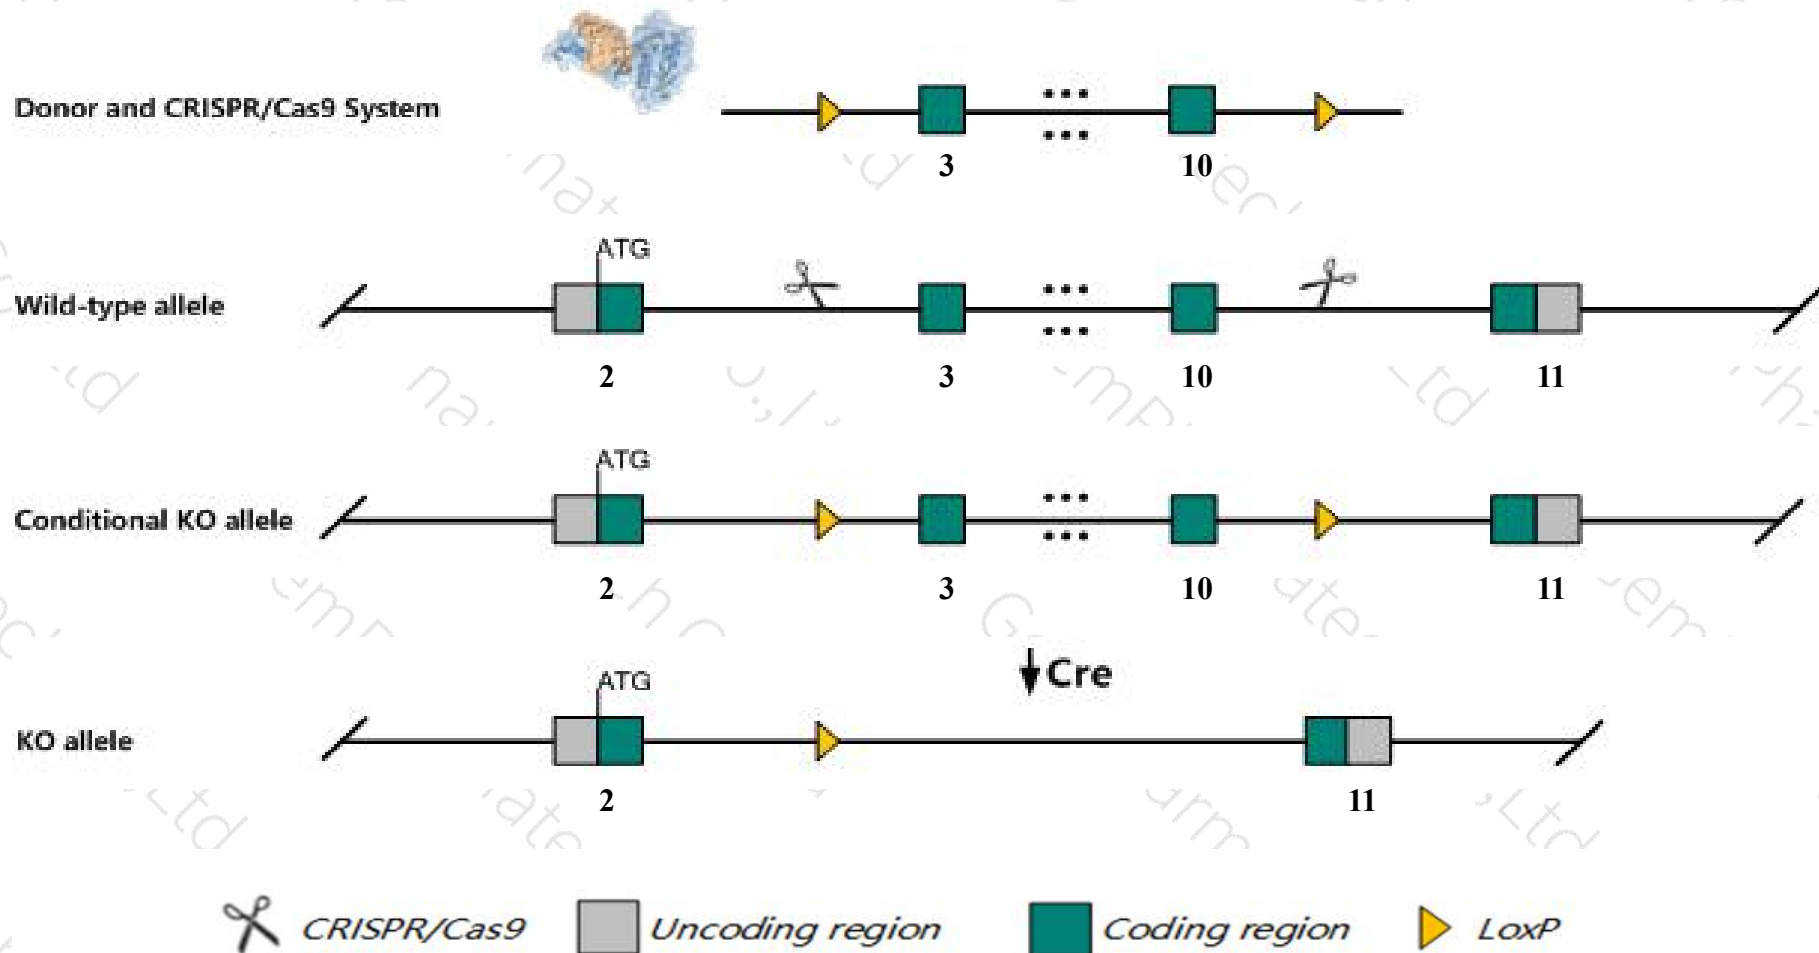 Donor and CRISPR/Cas9 System
3 10
ATG
Wild-type allele
2 3 10 11
ATG
Conditional KO allele
2 3 10 11
Cre
ATG
KO allele
2 11
CRISPR/Cas9 Uncoding region Coding region LoxP